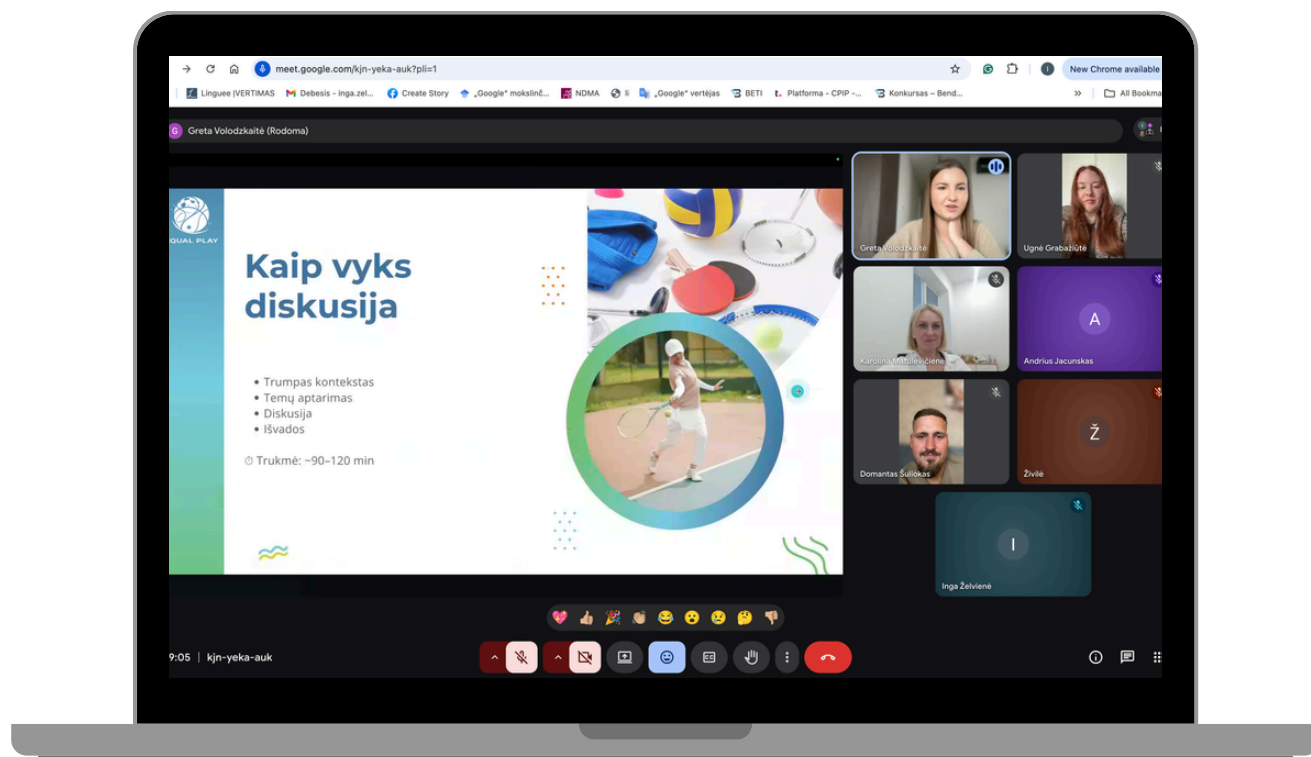 meet.google.com/kjn-yeka-auk?pli=1
New Chrome available
Linguee |VERTIMAS
Debesis - inga.zel...
Create Story
„Google“ mokslinč...
NDMA
li
„Google“ vertėjas
BETI
Platforma - CPIP -...
Konkursas – Bend...
All Bookma
G
Greta Volodzkaitė (Rodoma)
QUAL PLAY
Kaip vyks
diskusija
• Trumpas kontekstas
• Temų aptarimas
• Diskusija
• Išvados
Trukmė: ~90–120 min
Greta Volodzkaitė
Ugnė Grabažiūtė
Karolina Matulevičienė
A
Andrius Jacunskas
Domantas Šuliokas
Ž
Živilė
I
Inga Želvienė
9:05 | kjn-yeka-auk
CC